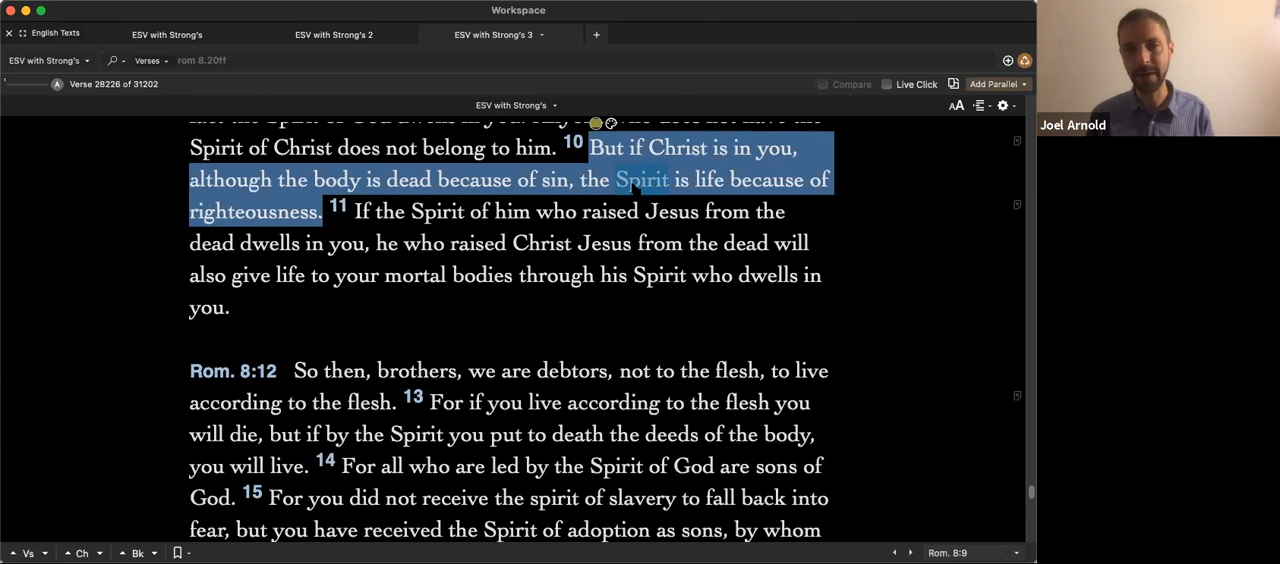 Workspace
English Texts
ESV with Strong's
ESV with Strong's 2
ESV with Strong's 3
+
ESV with Strong's
Verses
rom 8.20ff
A
Verse 28226 of 31202
Compare
Live Click
Add Parallel
ESV with Strong's
AA
Spirit of Christ does not belong to him. 10 But if Christ is in you,
although the body is dead because of sin, the Spirit is life because of
righteousness. 11 If the Spirit of him who raised Jesus from the
dead dwells in you, he who raised Christ Jesus from the dead will
also give life to your mortal bodies through his Spirit who dwells in
you.
Rom. 8:12 So then, brothers, we are debtors, not to the flesh, to live
according to the flesh. 13 For if you live according to the flesh you
will die, but if by the Spirit you put to death the deeds of the body,
you will live. 14 For all who are led by the Spirit of God are sons of
God. 15 For you did not receive the spirit of slavery to fall back into
fear, but you have received the Spirit of adoption as sons, by whom
Vs
Ch
Bk
Rom. 8:9
Joel Arnold